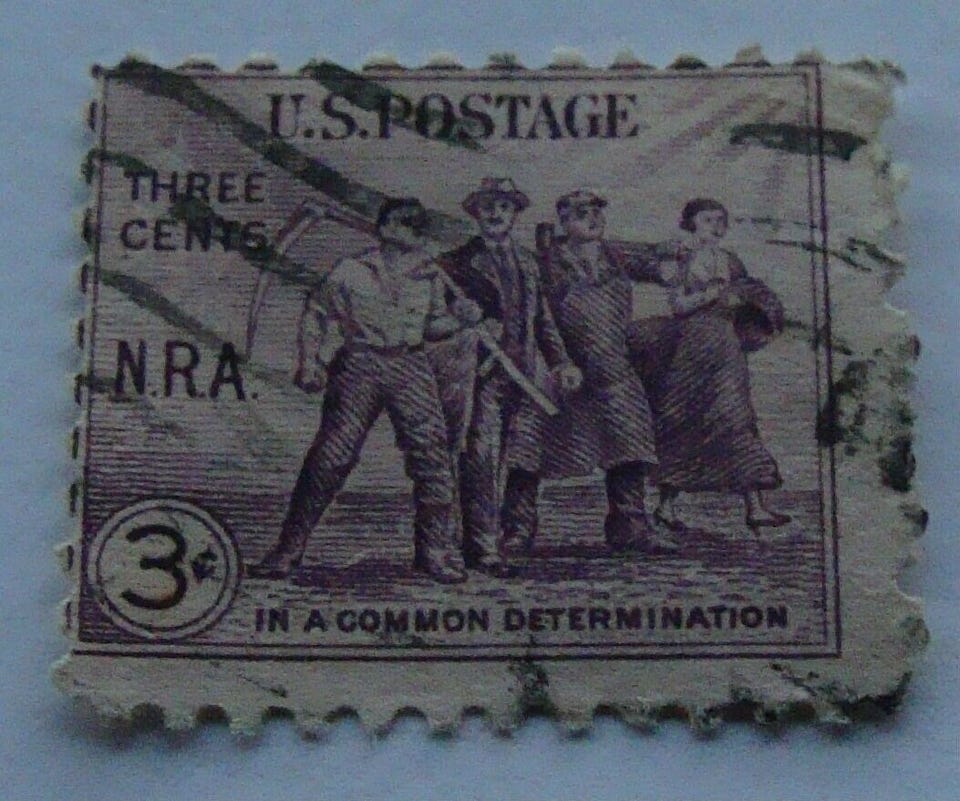 U.S. POSTAGE
THREE
CENTS
N.R.A.
3¢
IN A COMMON DETERMINATION